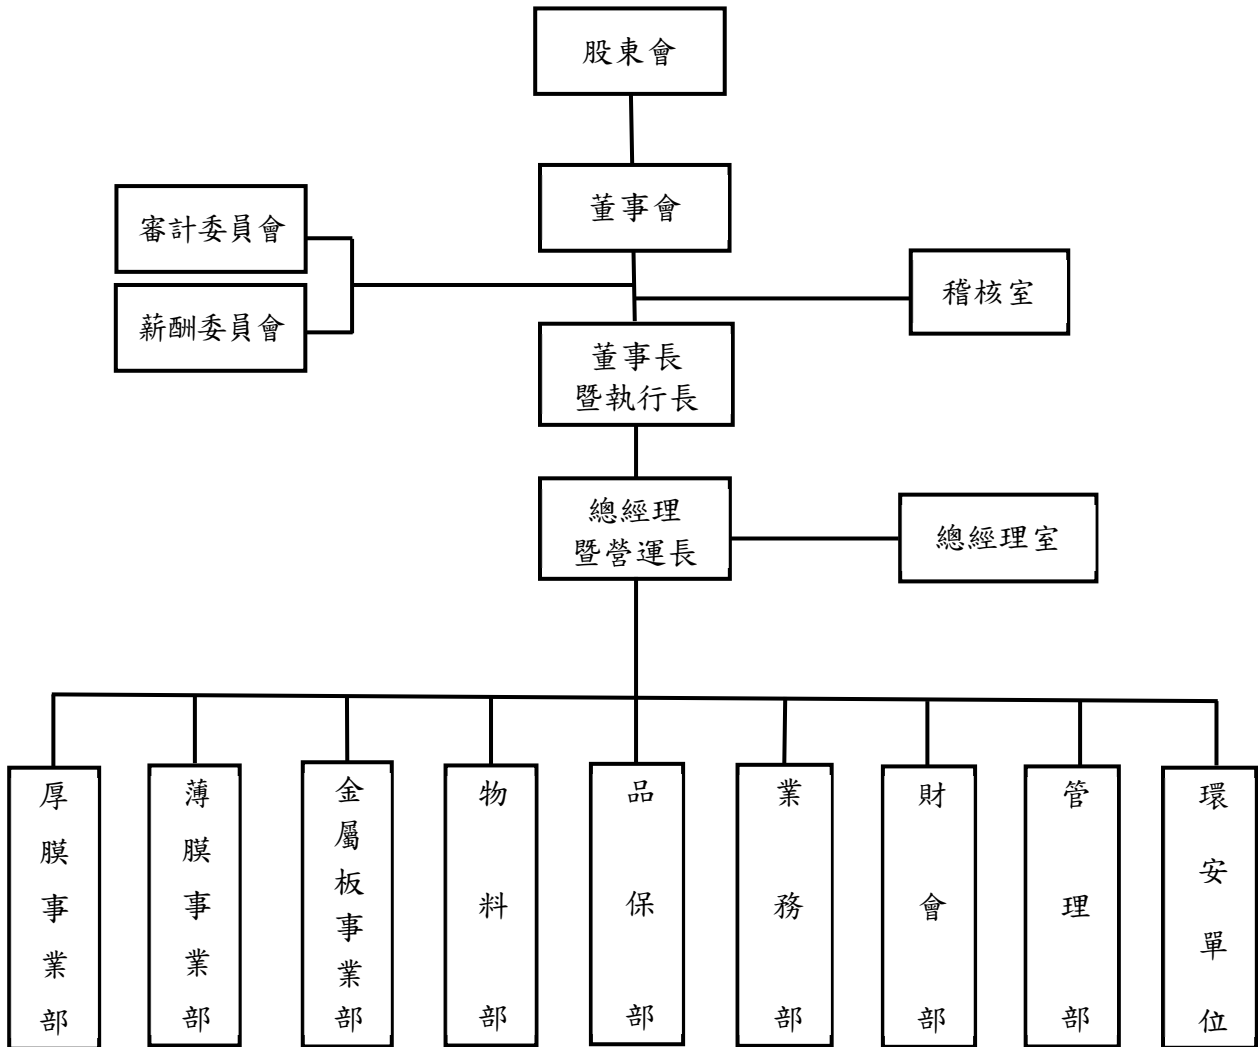 股東會
董事會
審計委員會
薪酬委員會
稽核室
董事長
暨執行長
總經理
暨營運長
總經理室
厚膜事業部
薄膜事業部
金屬板事業部
物料部
品保部
業務部
財會部
管理部
環安單位